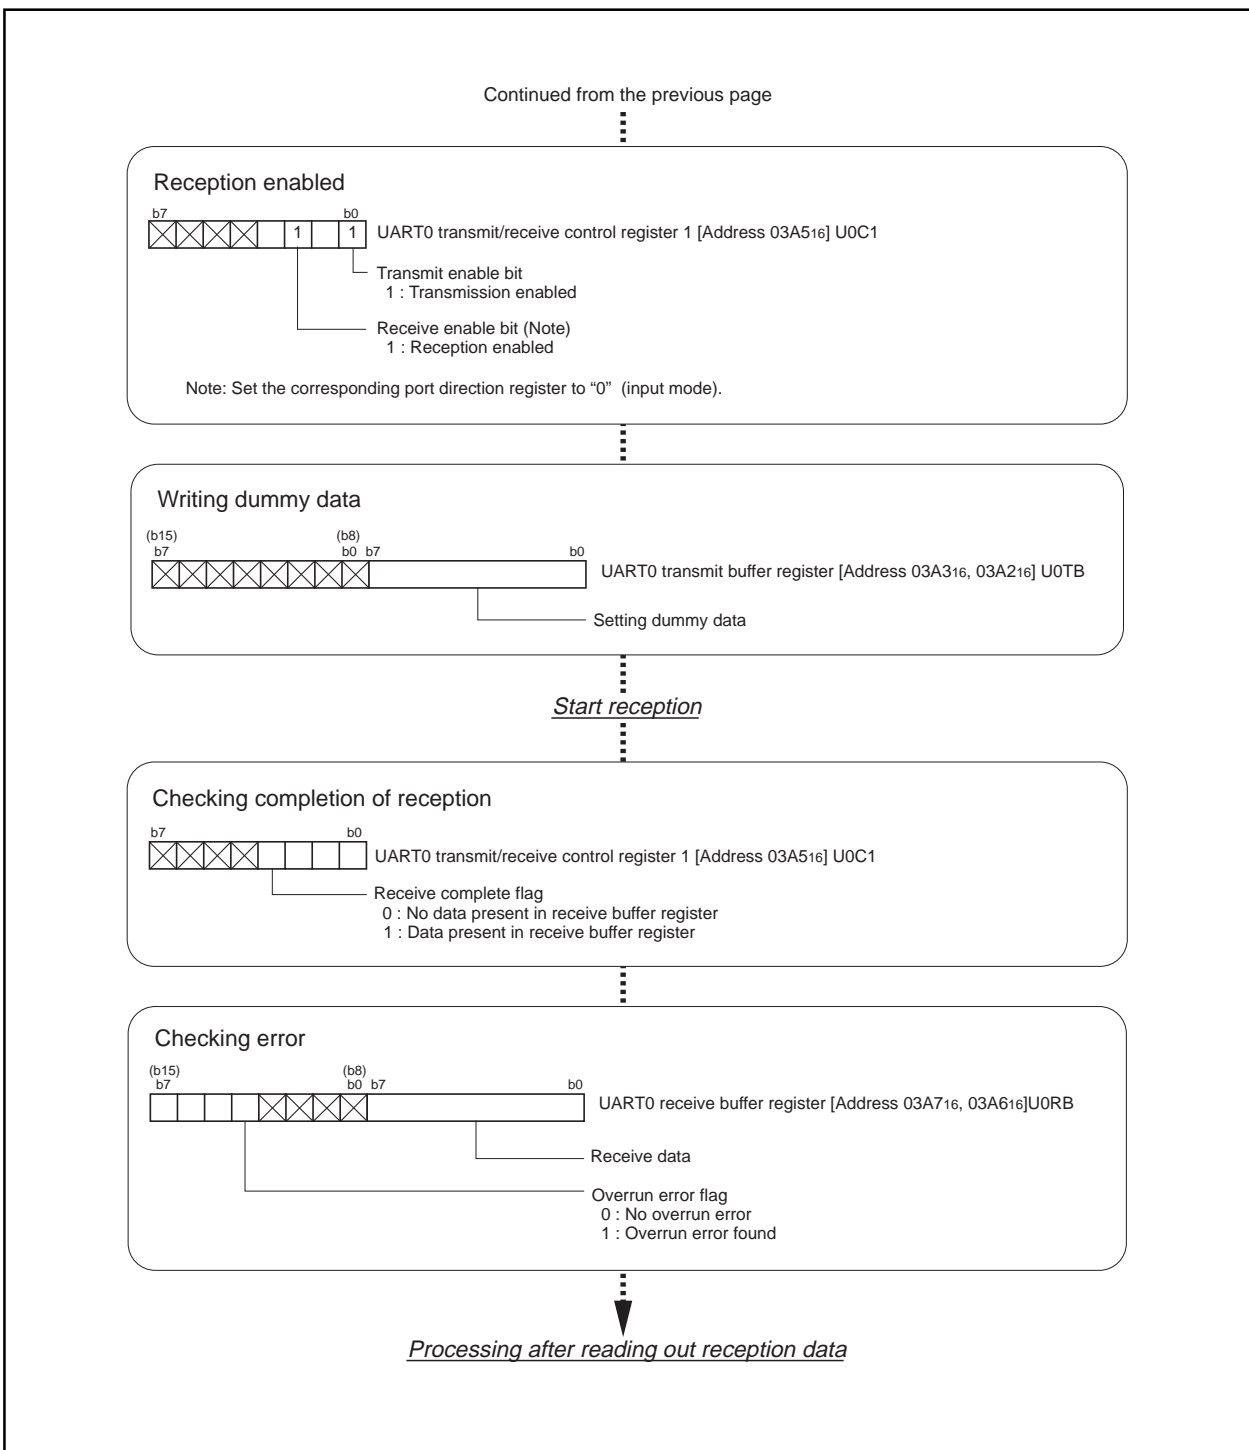 Continued from the previous page
Reception enabled
b7 b0
1 1 UART0 transmit/receive control register 1 [Address 03A516] U0C1
Transmit enable bit
1 : Transmission enabled
Receive enable bit (Note)
1 : Reception enabled
Note: Set the corresponding port direction register to “0” (input mode).
Writing dummy data
(b15) (b8)
b7 b0 b7 b0
UART0 transmit buffer register [Address 03A316, 03A216] U0TB
Setting dummy data
Start reception
Checking completion of reception
b7 b0
UART0 transmit/receive control register 1 [Address 03A516] U0C1
Receive complete flag
0 : No data present in receive buffer register
1 : Data present in receive buffer register
Checking error
(b15) (b8)
b7 b0 b7 b0
UART0 receive buffer register [Address 03A716, 03A616]U0RB
Receive data
Overrun error flag
0 : No overrun error
1 : Overrun error found
Processing after reading out reception data